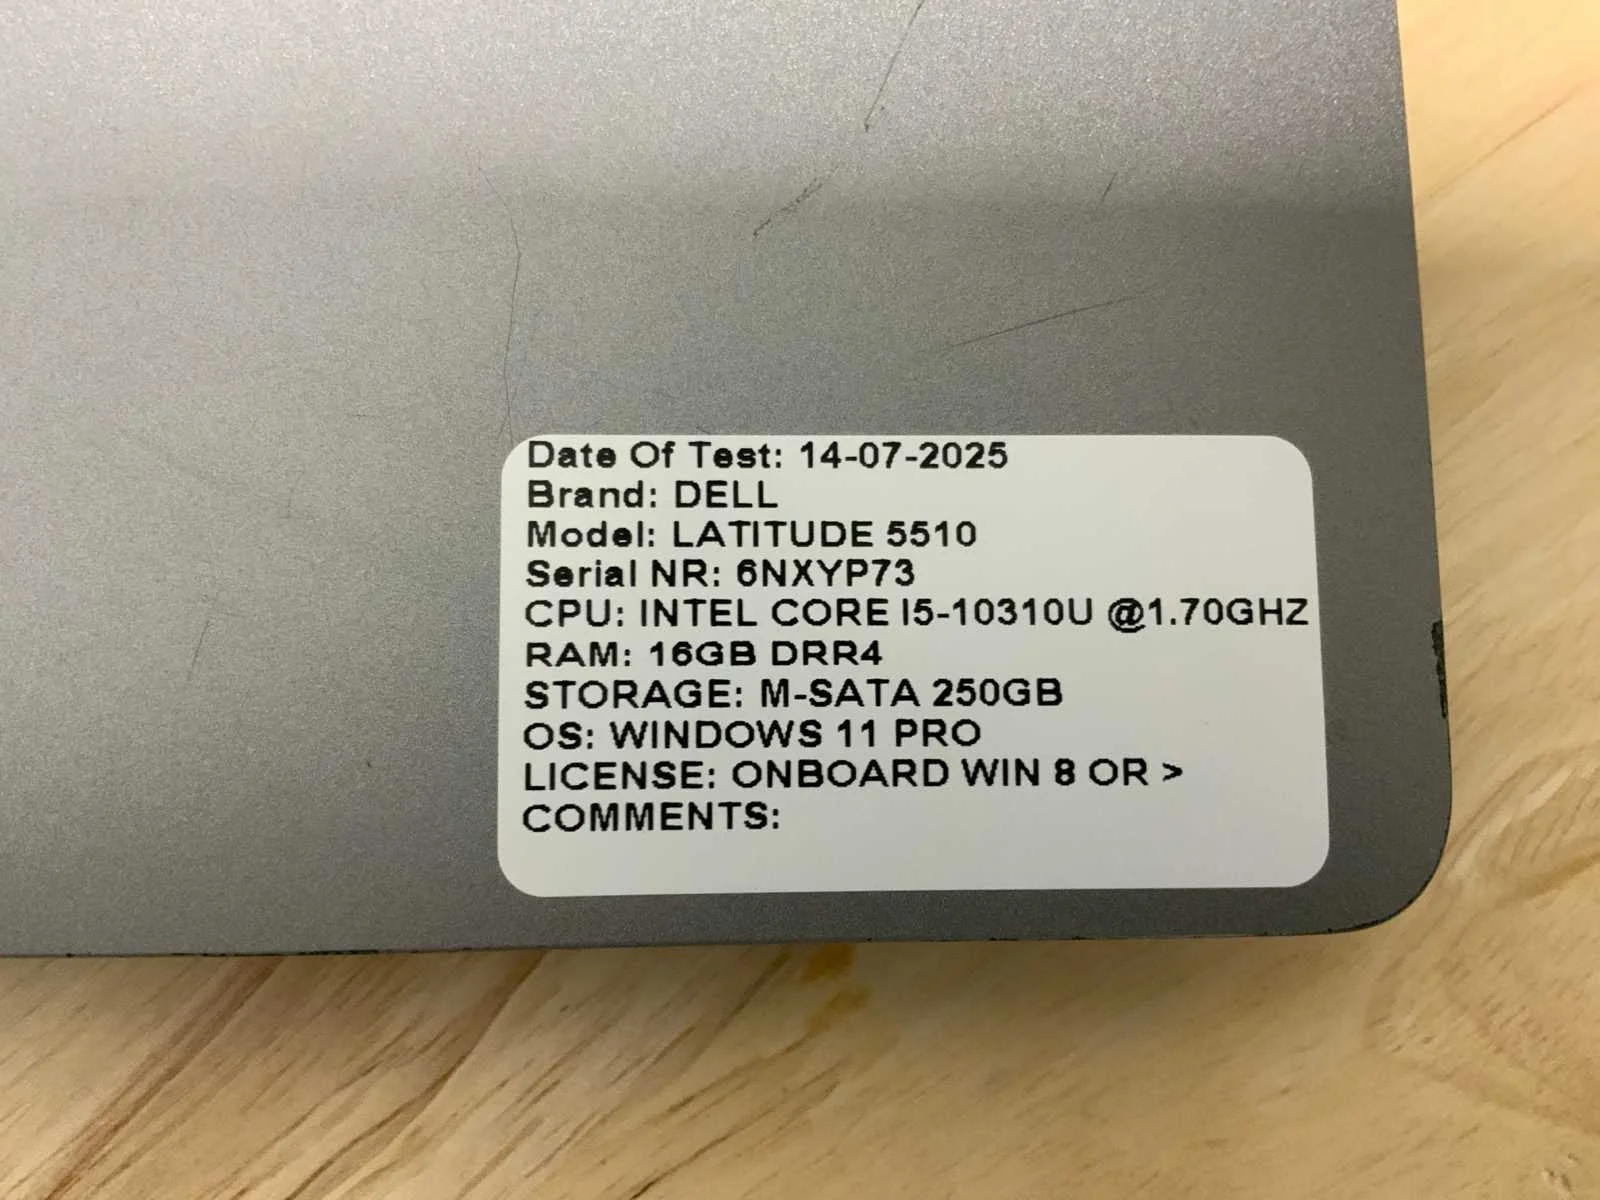 Date Of Test: 14-07-2025
Brand: DELL
Model: LATITUDE 5510
Serial NR: 6NXYP73
CPU: INTEL CORE I5-10310U @1.70GHZ
RAM: 16GB DRR4
STORAGE: M-SATA 250GB
OS: WINDOWS 11 PRO
LICENSE: ONBOARD WIN 8 OR >
COMMENTS: